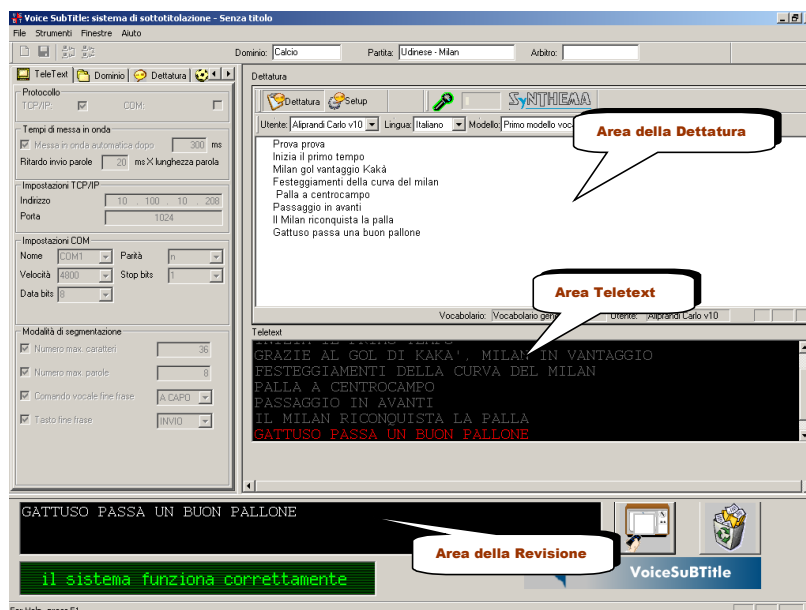 Voice SubTitle: sistema di sottotitolazione - Senza titolo
File Strumenti Finestre Aiuto
Dominio: Calcio Partita: Udinese - Milan Arbitro:
TeleText Dominio Dettatura
Protocollo
TCP/IP: COM:
Tempi di messa in onda
Messa in onda automatica dopo 300 ms
Ritardo invio parole 20 ms X lunghezza parola
Impostazioni TCP/IP
Indirizzo 10 . 100 . 10 . 208
Porta 1024
Impostazioni COM
Nome COM1 Parità n
Velocità 4800 Stop bits 1
Data bits 8
Modalità di segmentazione
Numero max. caratteri 36
Numero max. parole 8
Comando vocale fine frase A CAPO
Tasto fine frase INVIO
Dettatura
Dettatura Setup SYNTHEMA
Utente: Aliprandi Carlo v10 Lingua: Italiano Modello: Primo modello voc
Area della Dettatura
Prova prova
Inizia il primo tempo
Milan gol vantaggio Kakà
Festeggiamenti della curva del milan
Palla a centrocampo
Passaggio in avanti
Il Milan riconquista la palla
Gattuso passa una buon pallone
Area Teletext
Vocabolario: Vocabolario gen Utente: Aliprandi Carlo v10
Teletext
INIZIA IL PRIMO TEMPO
GRAZIE AL GOL DI KAKA', MILAN IN VANTAGGIO
FESTEGGIAMENTI DELLA CURVA DEL MILAN
PALLA A CENTROCAMPO
PASSAGGIO IN AVANTI
IL MILAN RICONQUISTA LA PALLA
GATTUSO PASSA UN BUON PALLONE
GATTUSO PASSA UN BUON PALLONE
Area della Revisione
il sistema funziona correttamente
VoiceSuBTitle
For Help, press F1